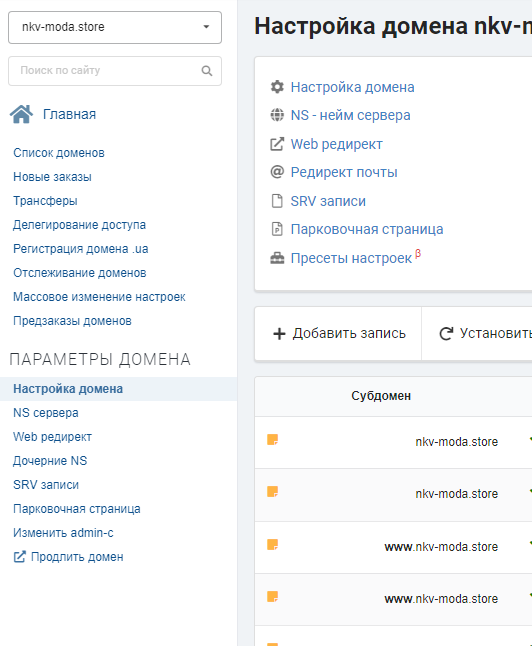 nkv-moda.store
Поиск по сайту
Главная
Список доменов
Новые заказы
Трансферы
Делегирование доступа
Регистрация домена .ua
Отслеживание доменов
Массовое изменение настроек
Предзаказы доменов
ПАРАМЕТРЫ ДОМЕНА
Настройка домена
NS сервера
Web редирект
Дочерние NS
SRV записи
Парковочная страница
Изменить admin-c
Продлить домен
Настройка домена nkv-m
Настройка домена
NS - нейм сервера
Web редирект
Редирект почты
SRV записи
Парковочная страница
Пресеты настроек β
Добавить запись
Установить
Субдомен
nkv-moda.store
nkv-moda.store
www.nkv-moda.store
www.nkv-moda.store